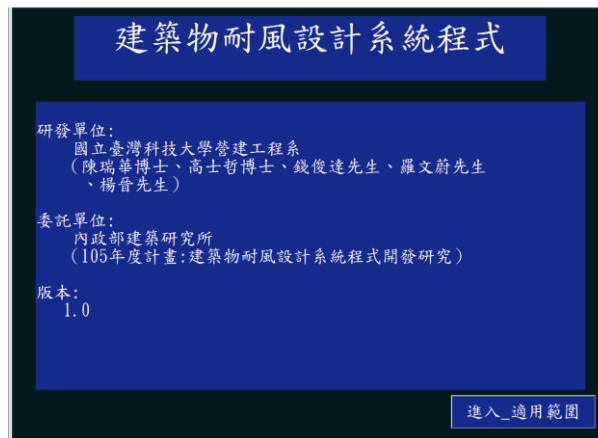 建築物耐風設計系統程式
研發單位:
國立臺灣科技大學營建工程系
(陳瑞華博士、高士哲博士、錢俊達先生、羅文蔚先生
、楊晉先生)
委託單位:
內政部建築研究所
(105年度計畫:建築物耐風設計系統程式開發研究)
版本:
1.0
進入_適用範圍